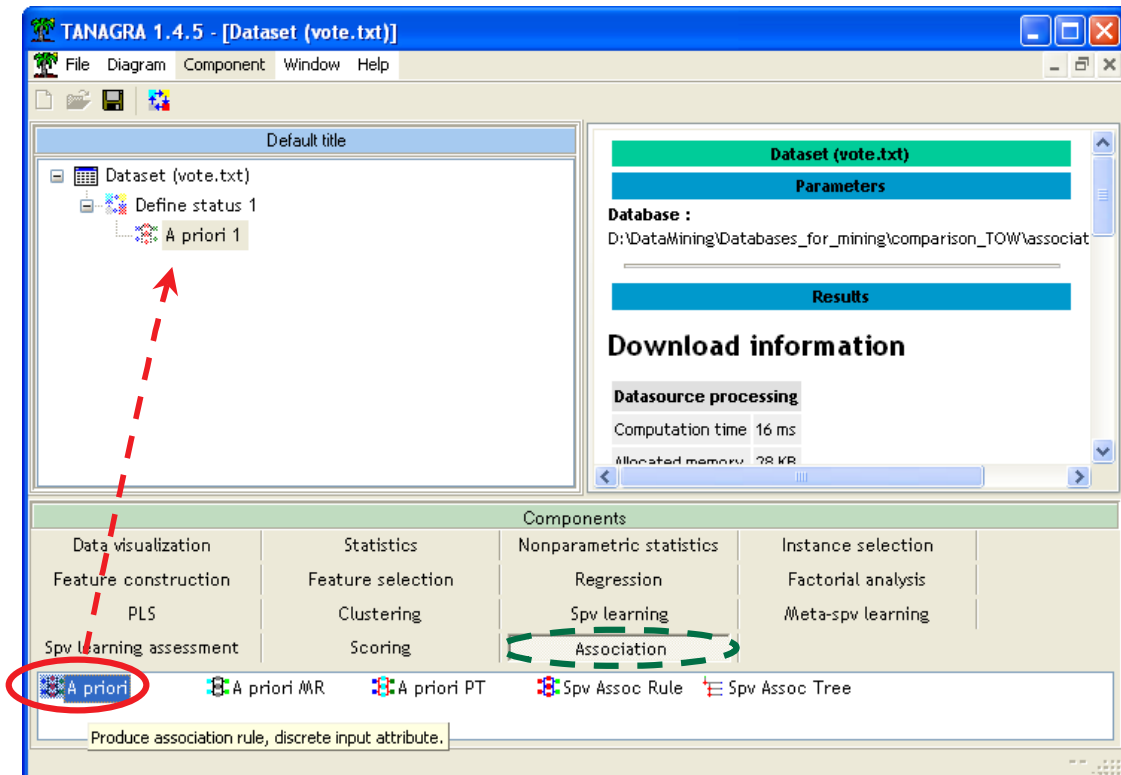 TANAGRA 1.4.5 - [Dataset (vote.txt)]
File Diagram Component Window Help
Default title
Dataset (vote.txt)
Define status 1
A priori 1
Dataset (vote.txt)
Parameters
Database :
D:\DataMining\Databases_for_mining\comparison_TOW\associat
Results
Download information
Datasource processing
Computation time 16 ms
Allocated memory 28 KB
Components
Data visualization Statistics Nonparametric statistics Instance selection
Feature construction Feature selection Regression Factorial analysis
PLS Clustering Spv learning Meta-spv learning
Spv learning assessment Scoring Association
A priori A priori MR A priori PT Spv Assoc Rule Spv Assoc Tree
Produce association rule, discrete input attribute.